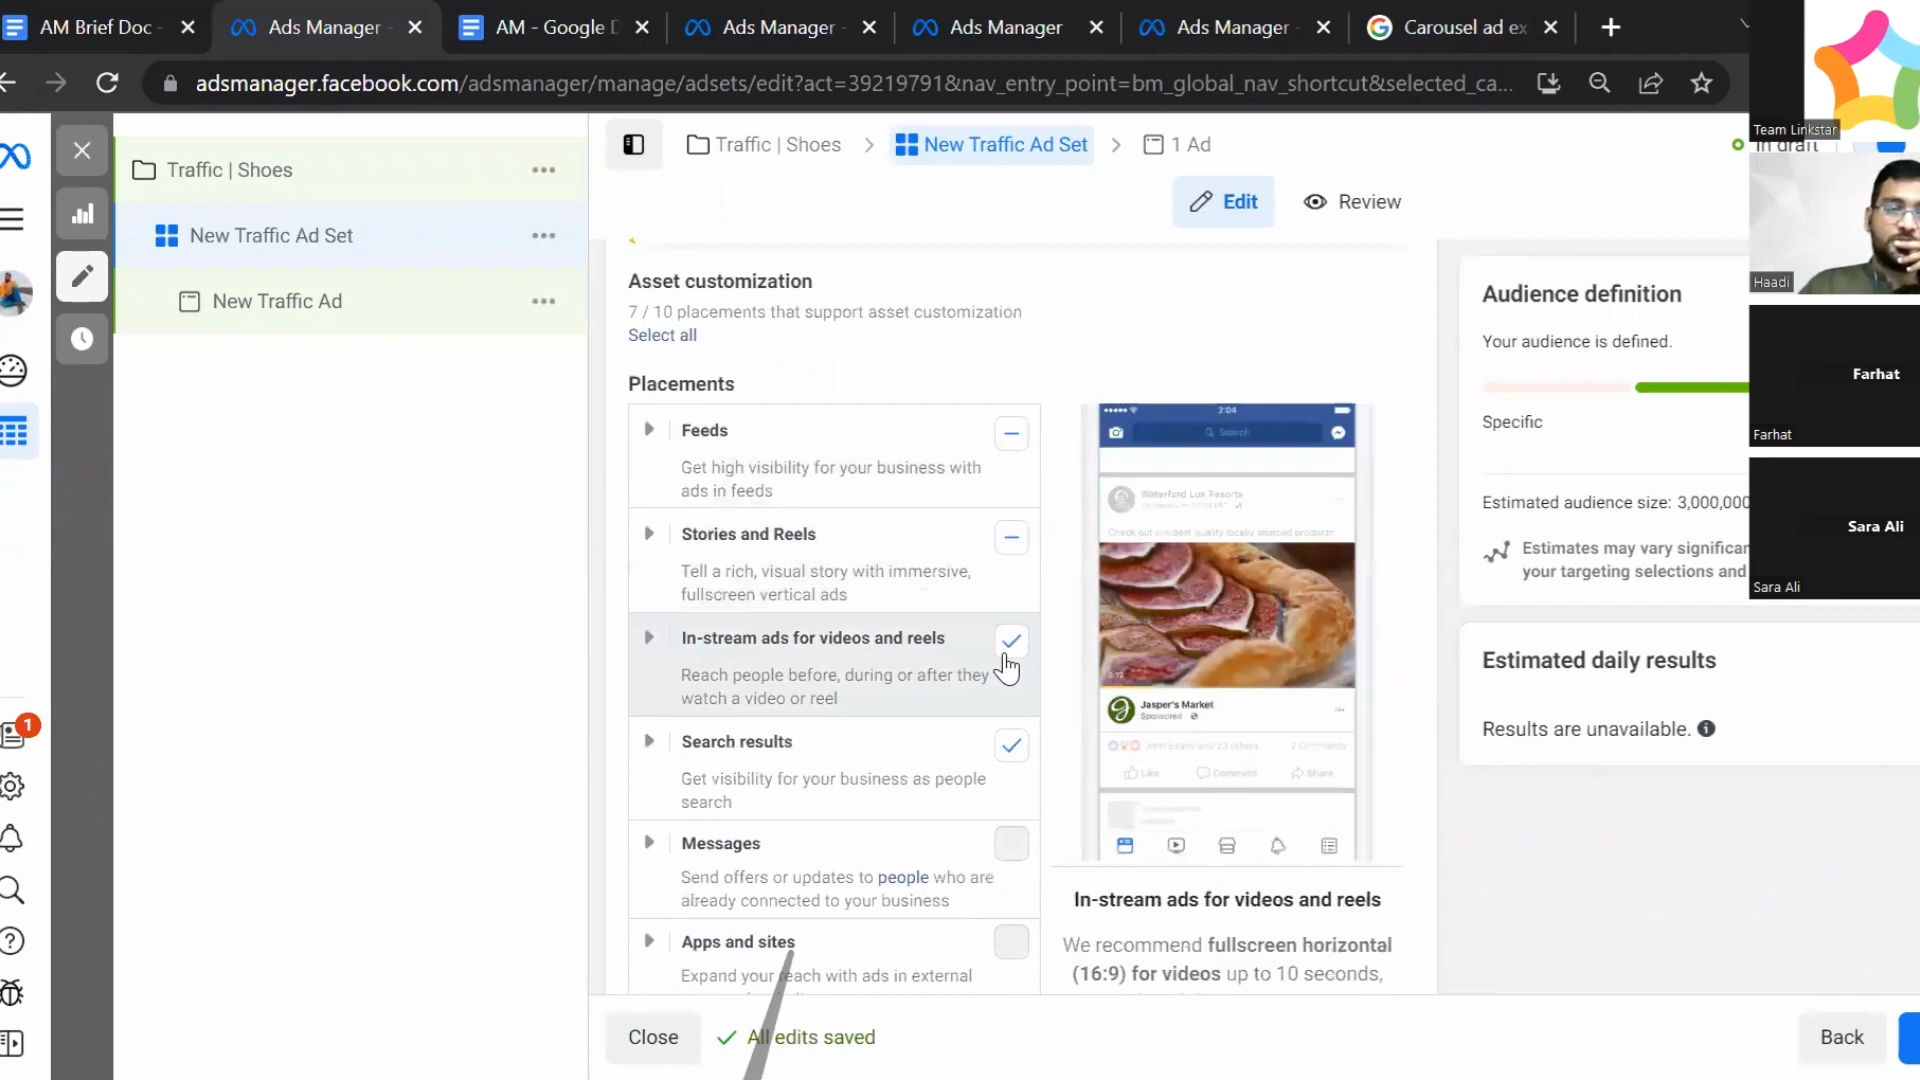 AM Brief Doc -
Ads Manager -
AM - Google D
Ads Manager -
Ads Manager
Ads Manager -
Carousel ad ex
adsmanager.facebook.com/adsmanager/manage/adsets/edit?act=39219791&nav_entry_point=bm_global_nav_shortcut&selected_ca...
Team Linkstar
Traffic | Shoes
New Traffic Ad Set
1 Ad
In draft
Traffic | Shoes
New Traffic Ad Set
New Traffic Ad
Edit
Review
Haadi
Asset customization
7 / 10 placements that support asset customization
Select all
Placements
Feeds
Get high visibility for your business with
ads in feeds
Stories and Reels
Tell a rich, visual story with immersive,
fullscreen vertical ads
In-stream ads for videos and reels
Reach people before, during or after they
watch a video or reel
Search results
Get visibility for your business as people
search
Messages
Send offers or updates to people who are
already connected to your business
Apps and sites
Expand your reach with ads in external
2:04
Search
Waterford Lux Resorts
Check out our best quality locally sourced products
0:12
Jasper's Market
Sponsored
John Evans and 23 others
2 Comments
Like
Comment
Share
In-stream ads for videos and reels
We recommend fullscreen horizontal
(16:9) for videos up to 10 seconds,
Audience definition
Your audience is defined.
Specific
Estimated audience size: 3,000,000
Estimates may vary significan
your targeting selections and
Estimated daily results
Results are unavailable.
Farhat
Farhat
Sara Ali
Sara Ali
1
Close
All edits saved
Back